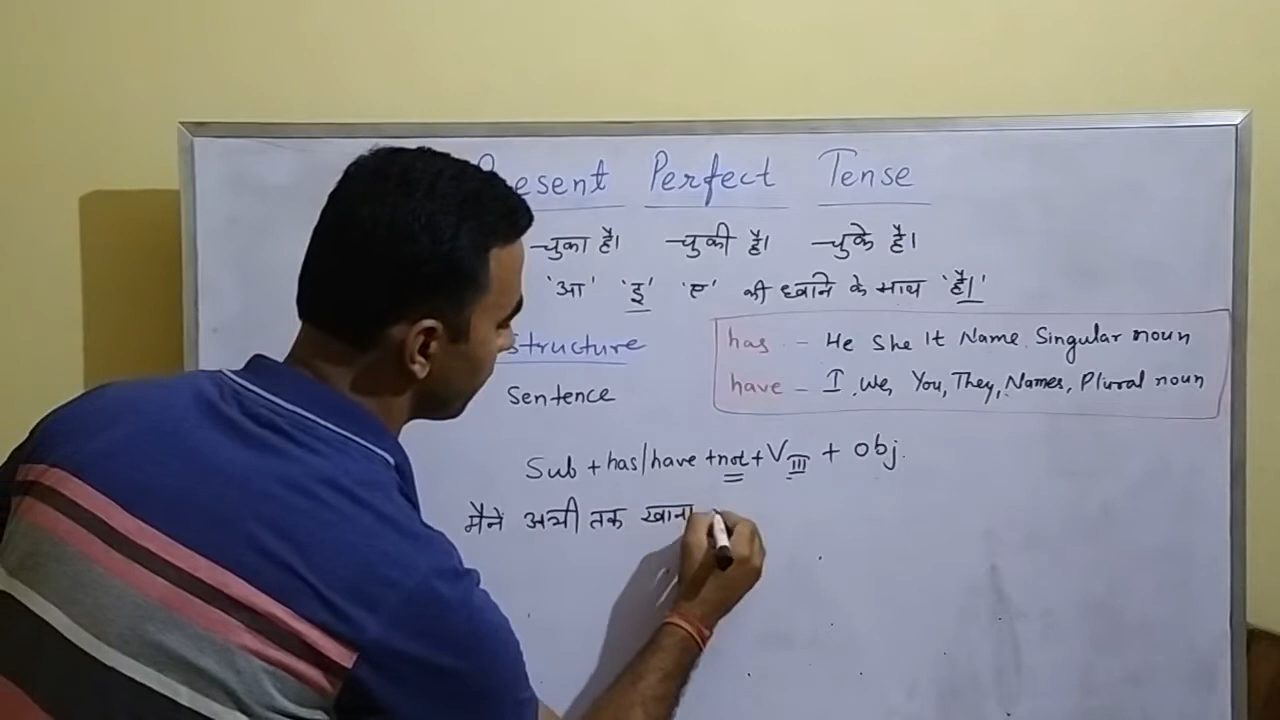 Present Perfect Tense
चुका है। चुकी है। चुके है।
'आ' 'इ' 'ए' की ध्वनि के साथ 'है।'
structure
has - He She It Name Singular noun
have - I, We, You, They, Names, Plural noun
Sentence
Sub + has/have + not + V III + obj.
मैंने अभी तक खाना